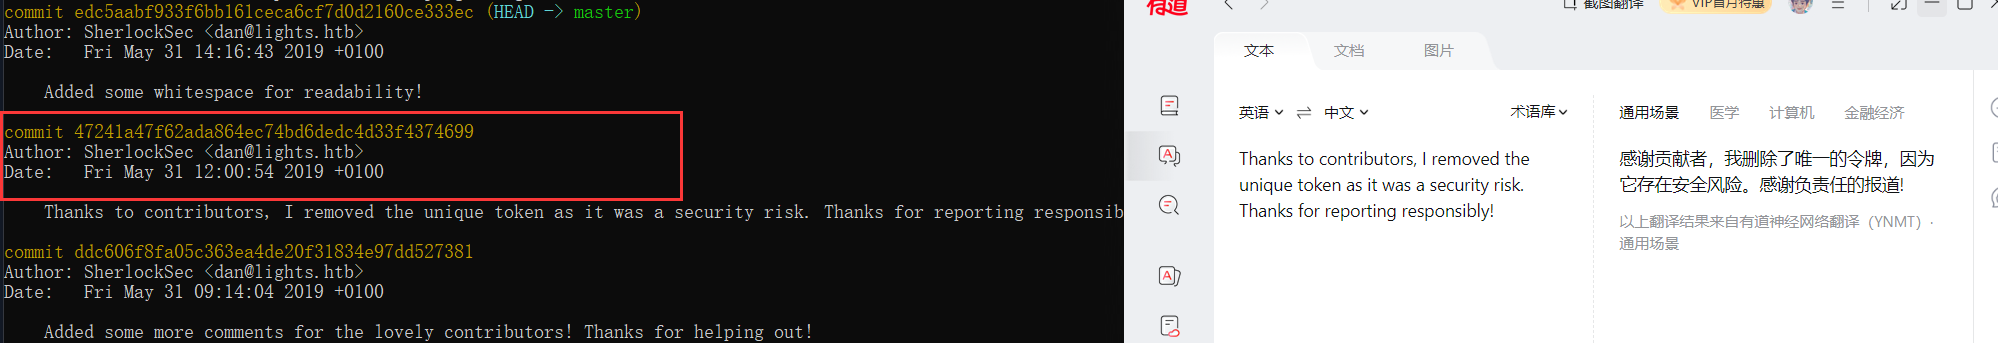 commit edc5aabf933f6bb161ceca6cf7d0d2160ce333ec (HEAD -> master)
Author: SherlockSec <dan@lights.htb>
Date:   Fri May 31 14:16:43 2019 +0100
Added some whitespace for readability!
commit 47241a47f62ada864ec74bd6dedc4d33f4374699
Author: SherlockSec <dan@lights.htb>
Date:   Fri May 31 12:00:54 2019 +0100
Thanks to contributors, I removed the unique token as it was a security risk. Thanks for reporting responsib
commit ddc606f8fa05c363ea4de20f31834e97dd527381
Author: SherlockSec <dan@lights.htb>
Date:   Fri May 31 09:14:04 2019 +0100
Added some more comments for the lovely contributors! Thanks for helping out!
有道
截图翻译
VIP首月特惠
文本 文档 图片
英语 中文 术语库
通用场景 医学 计算机 金融经济
Thanks to contributors, I removed the
unique token as it was a security risk.
Thanks for reporting responsibly!
感谢贡献者，我删除了唯一的令牌，因为
它存在安全风险。感谢负责任的报道!
以上翻译结果来自有道神经网络翻译（YNMT）·
通用场景